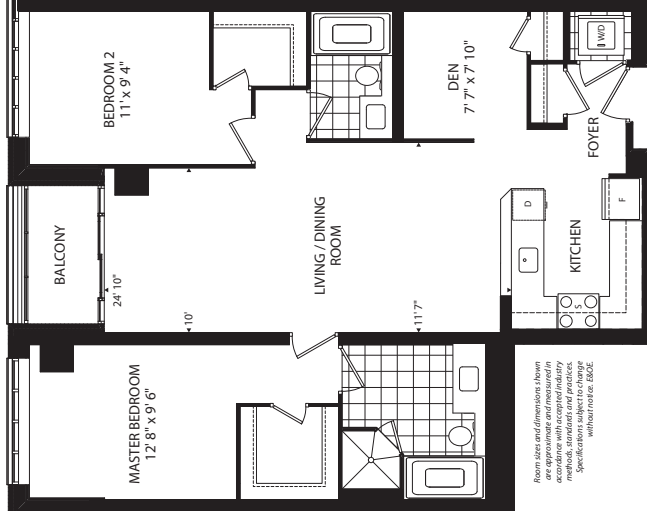 BEDROOM 2
11' x 9' 4"
DEN
7' 7" x 7' 10"
W/D
FOYER
BALCONY
24' 10"
10'
LIVING / DINING
ROOM
11' 7"
D
F
KITCHEN
S
MASTER BEDROOM
12' 8" x 9' 6"
Room sizes and dimensions shown
are approximate and measured in
accordance with accepted industry
methods, standards and practices.
Specifications subject to change
without notice. E&OE.